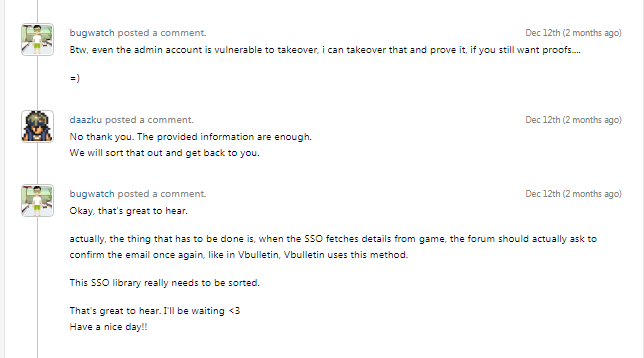 bugwatch posted a comment. Dec 12th (2 months ago)
Btw, even the admin account is vulnerable to takeover, i can takeover that and prove it, if you still want proofs....
=)
daazku posted a comment. Dec 12th (2 months ago)
No thank you. The provided information are enough.
We will sort that out and get back to you.
bugwatch posted a comment. Dec 12th (2 months ago)
Okay, that's great to hear.
actually, the thing that has to be done is, when the SSO fetches details from game, the forum should actually ask to
confirm the email once again, like in Vbulletin, Vbulletin uses this method.
This SSO library really needs to be sorted.
That's great to hear. I'll be waiting <3
Have a nice day!!